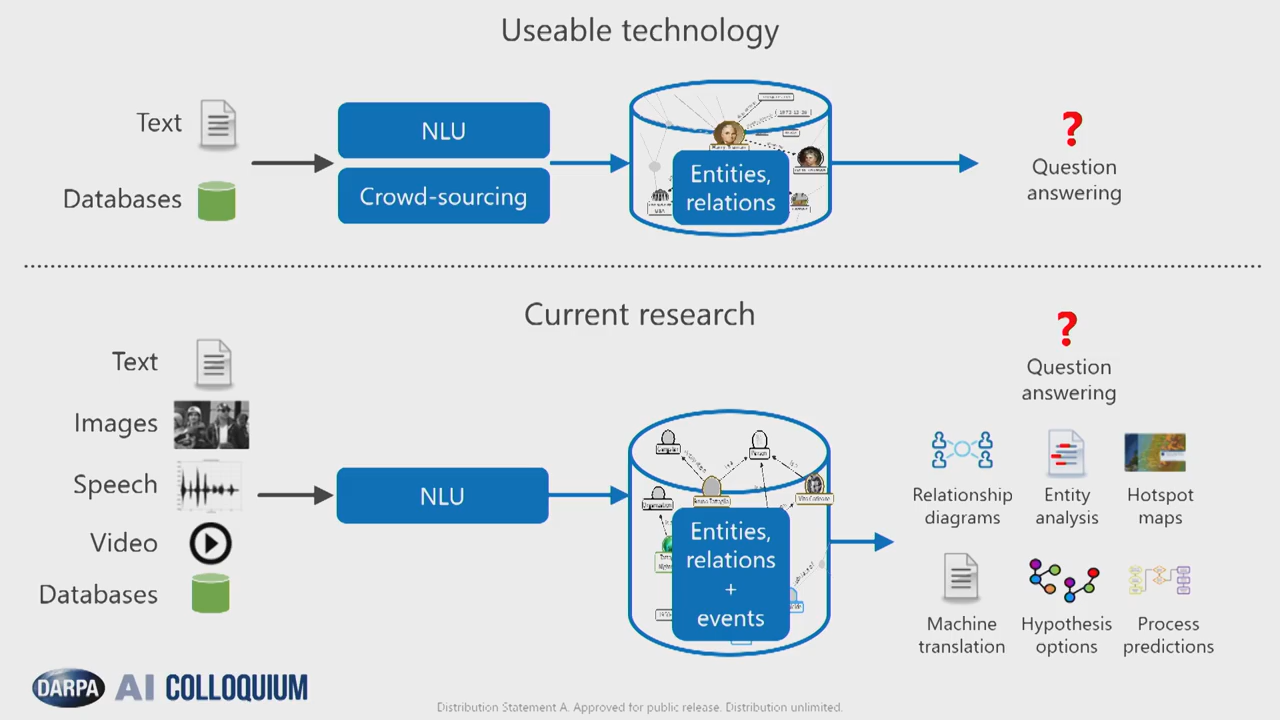 Useable technology
Text
Databases
NLU
Crowd-sourcing
Entities,
relations
Question
answering
Current research
Text
Images
Speech
Video
Databases
NLU
Entities,
relations
+
events
Question
answering
Relationship
diagrams
Entity
analysis
Hotspot
maps
Machine
translation
Hypothesis
options
Process
predictions
DARPA AI COLLOQUIUM
Distribution Statement A. Approved for public release. Distribution unlimited.